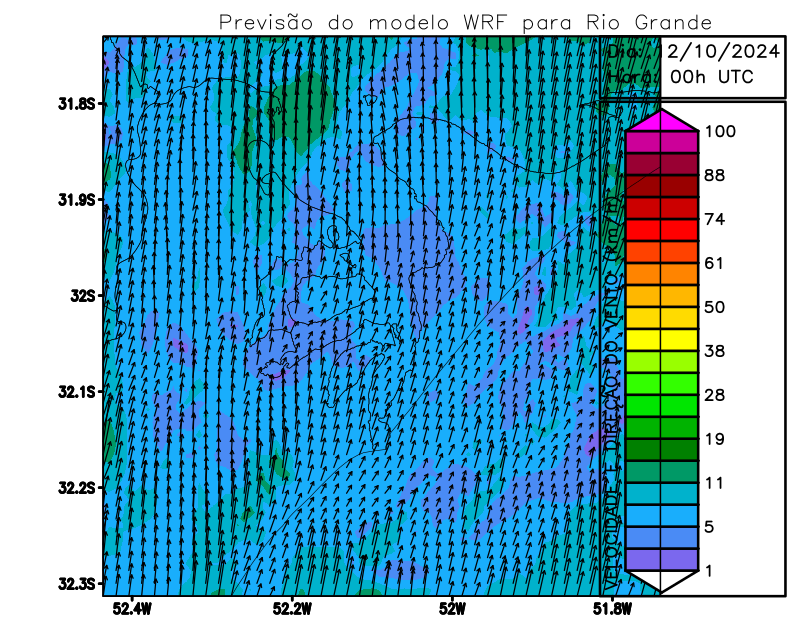 Previsão do modelo WRF para Rio Grande
Dia: 12/10/2024
Hora: 00h UTC
31.8S
31.9S
32S
32.1S
32.2S
32.3S
52.4W
52.2W
52W
51.8W
VELOCIDADE E DIREÇÃO DO VENTO (km/h)
100
88
74
61
50
38
28
19
11
5
1